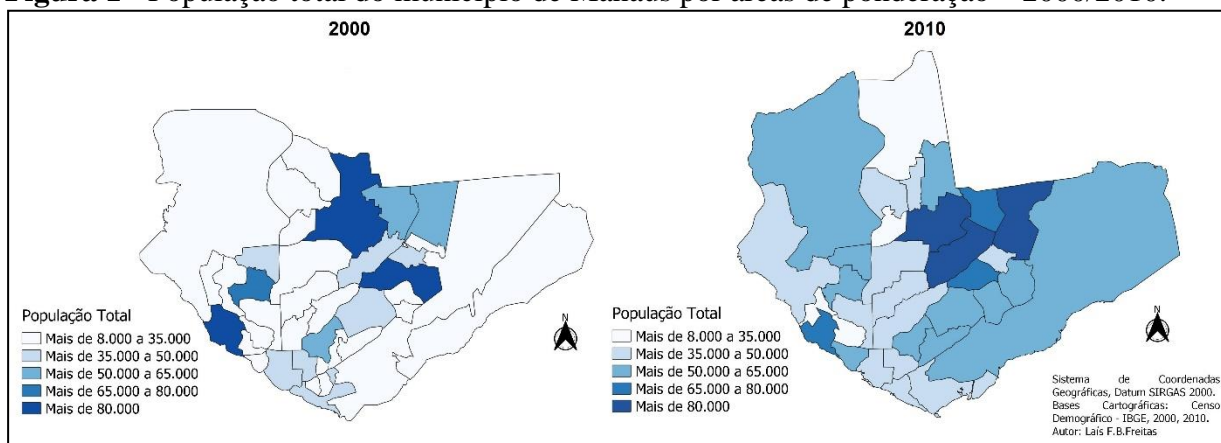 Figura 1 - População total do município de Manaus por áreas de ponderação – 2000/2010.
2000
População Total
Mais de 8.000 a 35.000
Mais de 35.000 a 50.000
Mais de 50.000 a 65.000
Mais de 65.000 a 80.000
Mais de 80.000
N
2010
População Total
Mais de 8.000 a 35.000
Mais de 35.000 a 50.000
Mais de 50.000 a 65.000
Mais de 65.000 a 80.000
Mais de 80.000
N
Sistema de Coordenadas
Geográficas, Datum SIRGAS 2000.
Bases Cartográficas: Censo
Demográfico - IBGE, 2000, 2010.
Autor: Laís F.B.Freitas